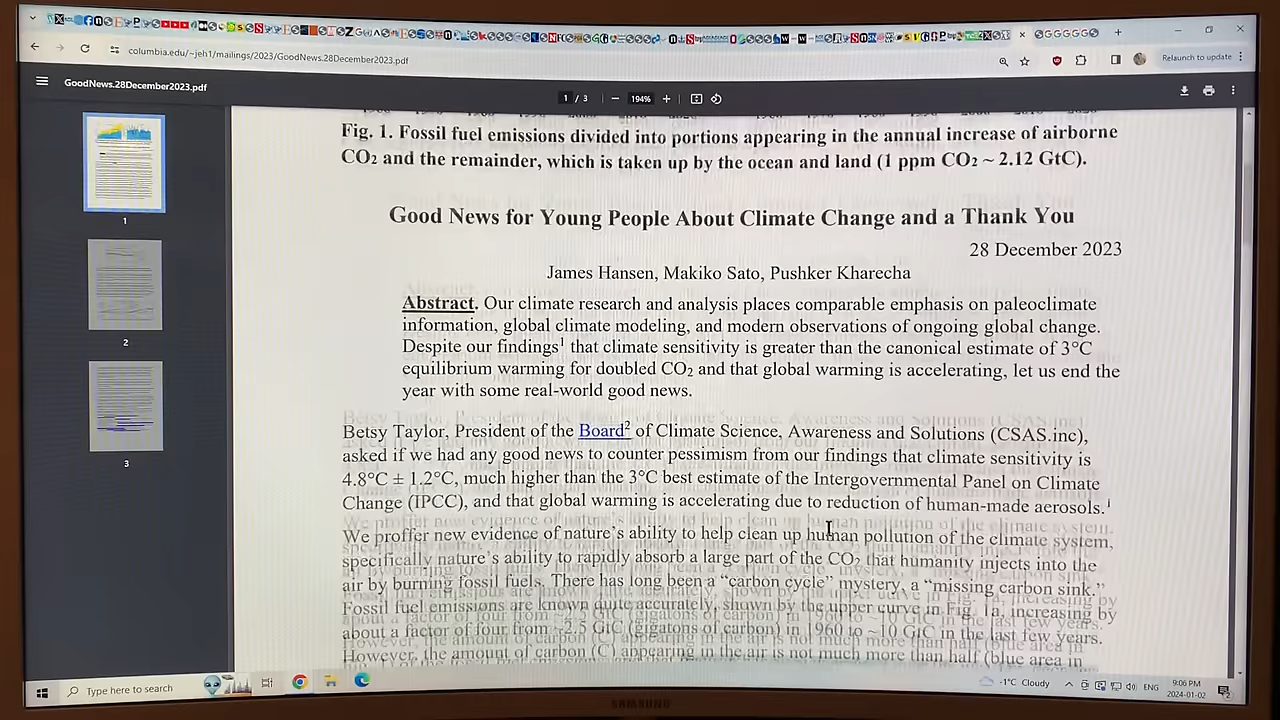 columbia.edu/~jeh1/mailings/2023/GoodNews.28December2023.pdf
Relaunch to update
GoodNews.28December2023.pdf
1 / 3
194%
Fig. 1. Fossil fuel emissions divided into portions appearing in the annual increase of airborne
CO2 and the remainder, which is taken up by the ocean and land (1 ppm CO2 ~ 2.12 GtC).
Good News for Young People About Climate Change and a Thank You
28 December 2023
James Hansen, Makiko Sato, Pushker Kharecha
Abstract. Our climate research and analysis places comparable emphasis on paleoclimate
information, global climate modeling, and modern observations of ongoing global change.
Despite our findings1 that climate sensitivity is greater than the canonical estimate of 3°C
equilibrium warming for doubled CO2 and that global warming is accelerating, let us end the
year with some real-world good news.
Betsy Taylor, President of the Board2 of Climate Science, Awareness and Solutions (CSAS.inc),
asked if we had any good news to counter pessimism from our findings that climate sensitivity is
4.8°C ± 1.2°C, much higher than the 3°C best estimate of the Intergovernmental Panel on Climate
Change (IPCC), and that global warming is accelerating due to reduction of human-made aerosols.1
We proffer new evidence of nature's ability to help clean up human pollution of the climate system,
specifically nature's ability to rapidly absorb a large part of the CO2 that humanity injects into the
air by burning fossil fuels. There has long been a "carbon cycle" mystery, a "missing carbon sink."
Fossil fuel emissions are known quite accurately, shown by the upper curve in Fig. 1a, increasing by
about a factor of four from ~2.5 GtC (gigatons of carbon) in 1960 to ~10 GtC in the last few years.
However, the amount of carbon (C) appearing in the air is not much more than half (blue area in
1
2
3
Type here to search
-1°C Cloudy
ENG
9:06 PM
2024-01-02
SAMSUNG